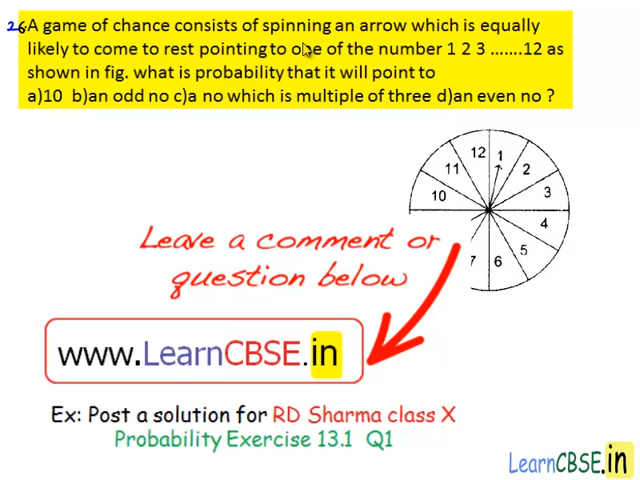 26. A game of chance consists of spinning an arrow which is equally
likely to come to rest pointing to one of the number 1 2 3 .......12 as
shown in fig. what is probability that it will point to
a)10 b)an odd no c)a no which is multiple of three d)an even no ?
12 1
11 2
10 3
4
7 6 5
Leave a comment or
question below
www.LearnCBSE.in
Ex: Post a solution for RD Sharma class X
Probability Exercise 13.1 Q1
LearnCBSE.in